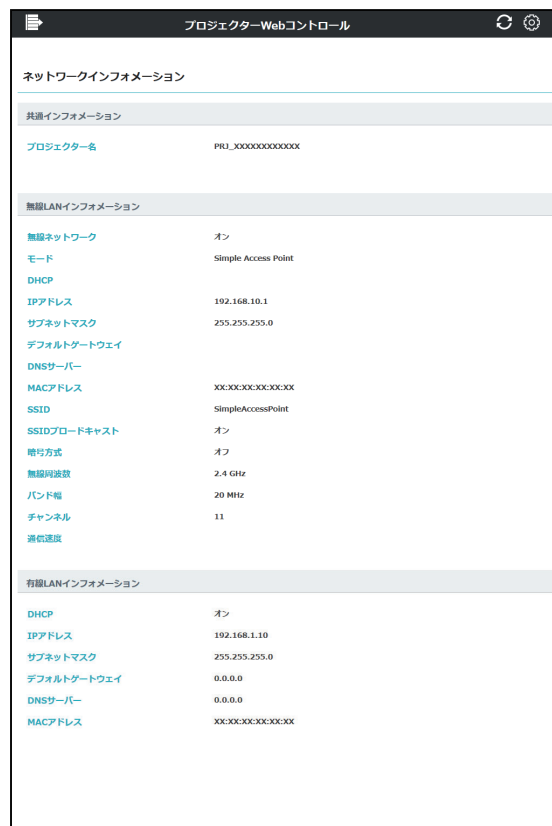 プロジェクターWebコントロール
ネットワークインフォメーション
共通インフォメーション
プロジェクター名 PRJ_XXXXXXXXXXXX
無線LANインフォメーション
無線ネットワーク オン
モード Simple Access Point
DHCP
IPアドレス 192.168.10.1
サブネットマスク 255.255.255.0
デフォルトゲートウェイ
DNSサーバー
MACアドレス XX:XX:XX:XX:XX:XX
SSID SimpleAccessPoint
SSIDブロードキャスト オン
暗号方式 オフ
無線周波数 2.4 GHz
バンド幅 20 MHz
チャンネル 11
通信速度
有線LANインフォメーション
DHCP オン
IPアドレス 192.168.1.10
サブネットマスク 255.255.255.0
デフォルトゲートウェイ 0.0.0.0
DNSサーバー 0.0.0.0
MACアドレス XX:XX:XX:XX:XX:XX